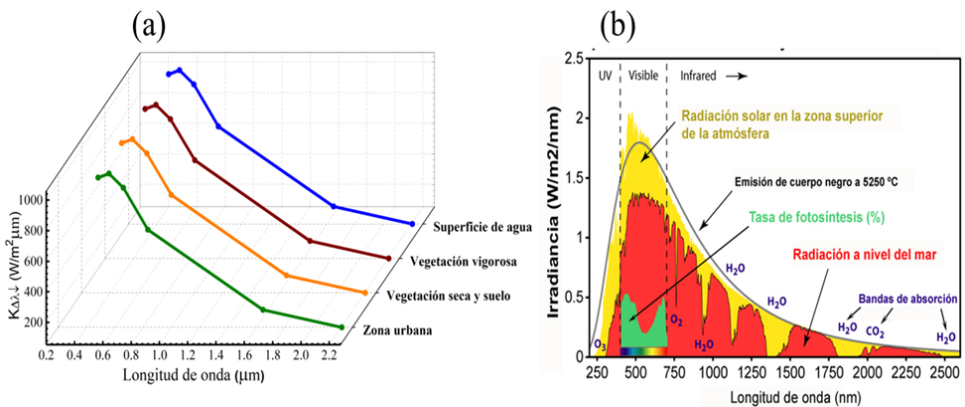 (a)
1000
800
600
400
200
KΔλ↓ (W/m²μm)
0.2 0.4 0.6 0.8 1.0 1.2 1.4 1.6 1.8 2.0 2.2
Longitud de onda (μm)
Superficie de agua
Vegetación vigorosa
Vegetación seca y suelo
Zona urbana
(b)
2.5
2
1.5
1
0.5
0
Irradiancia (W/m2/nm)
UV Visible Infrared
Radiación solar en la zona superior
de la atmósfera
Emisión de cuerpo negro a 5250 ºC
Tasa de fotosíntesis (%)
Radiación a nivel del mar
H₂O
H₂O
Bandas de absorción
O₂
H₂O CO₂
O₃
H₂O
H₂O
250 500 750 1000 1250 1500 1750 2000 2250 2500
Longitud de onda (nm)